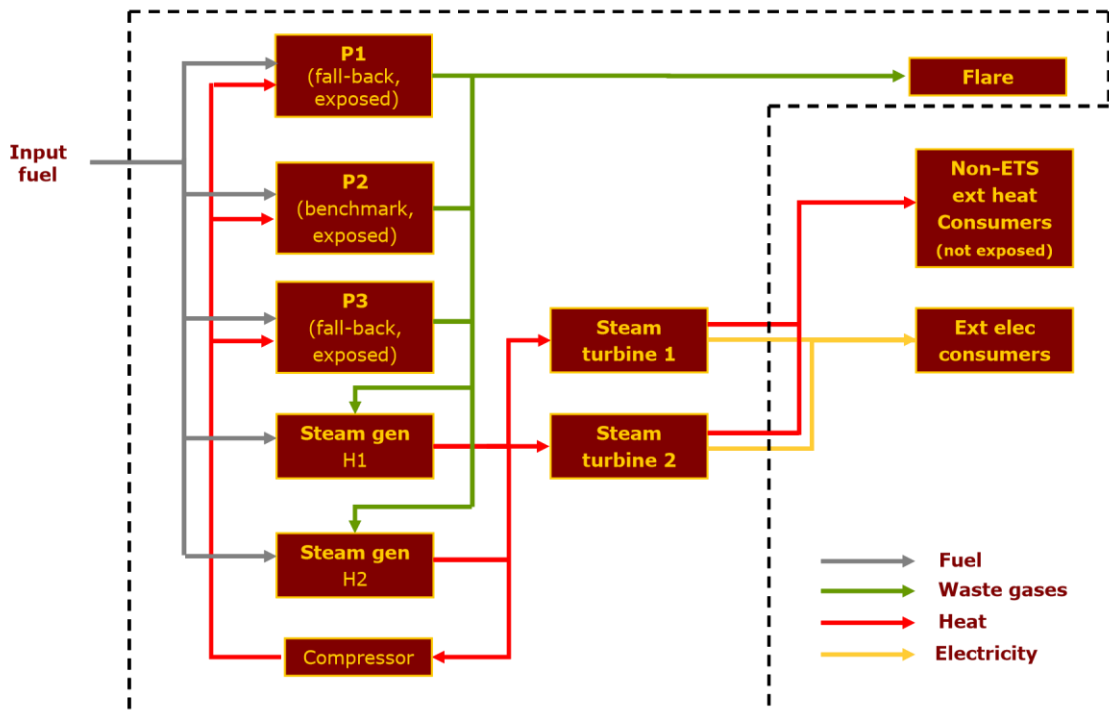 P1
(fall-back,
exposed)
Flare
Input
fuel
P2
(benchmark,
exposed)
Non-ETS
ext heat
Consumers
(not exposed)
P3
(fall-back,
exposed)
Steam
turbine 1
Ext elec
consumers
Steam gen
H1
Steam
turbine 2
Steam gen
H2
Compressor
Fuel
Waste gases
Heat
Electricity